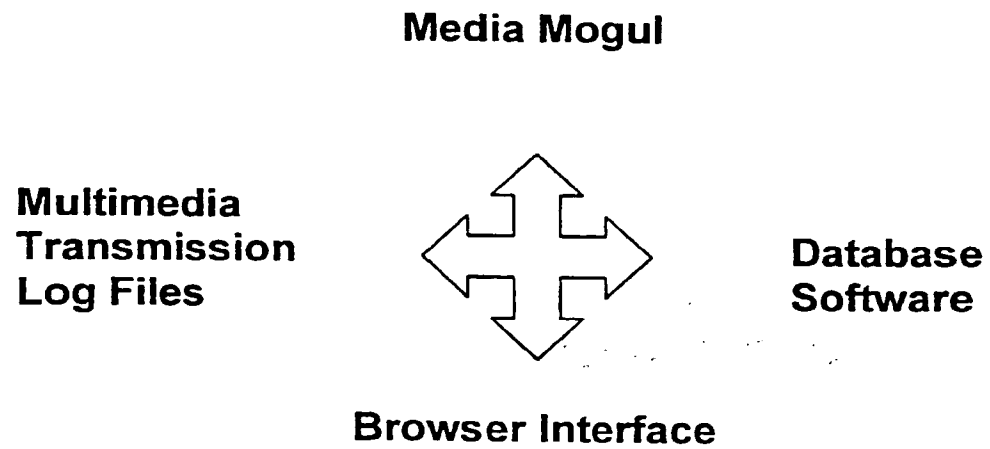 Media Mogul
Multimedia
Transmission
Log Files
Database
Software
Browser Interface